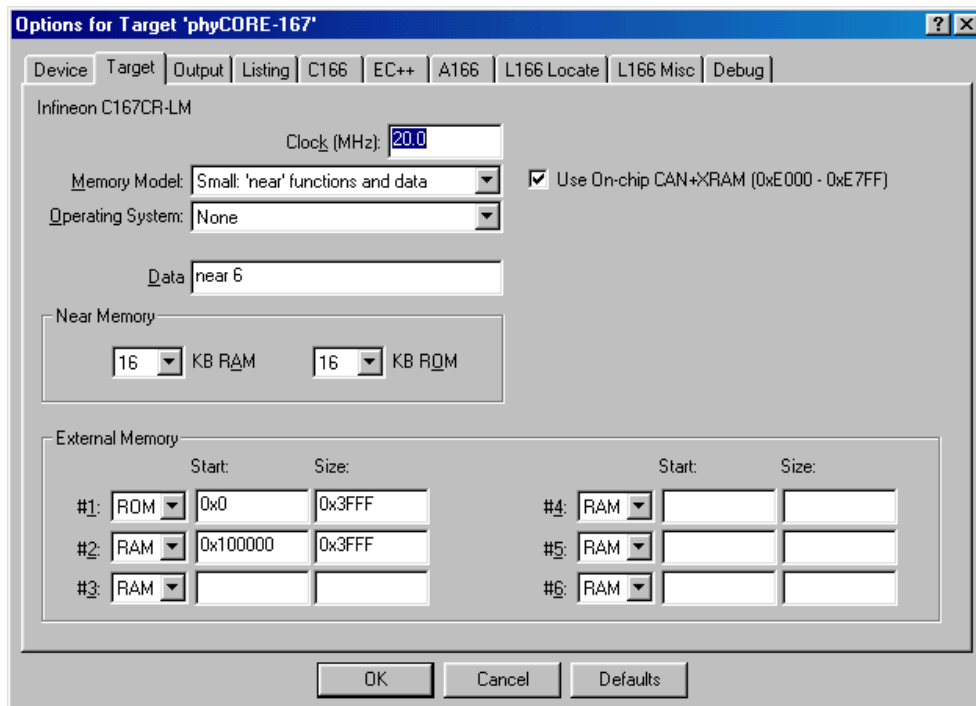 Options for Target 'phyCORE-167'
Device Target Output Listing C166 EC++ A166 L166 Locate L166 Misc Debug
Infineon C167CR-LM
Clock (MHz): 20.0
Memory Model: Small: 'near' functions and data
Use On-chip CAN+XRAM (0xE000 - 0xE7FF)
Operating System: None
Data near 6
Near Memory
16 KB RAM 16 KB ROM
External Memory
Start: Size: Start: Size:
#1: ROM 0x0 0x3FFF #4: RAM
#2: RAM 0x100000 0x3FFF #5: RAM
#3: RAM #6: RAM
OK Cancel Defaults